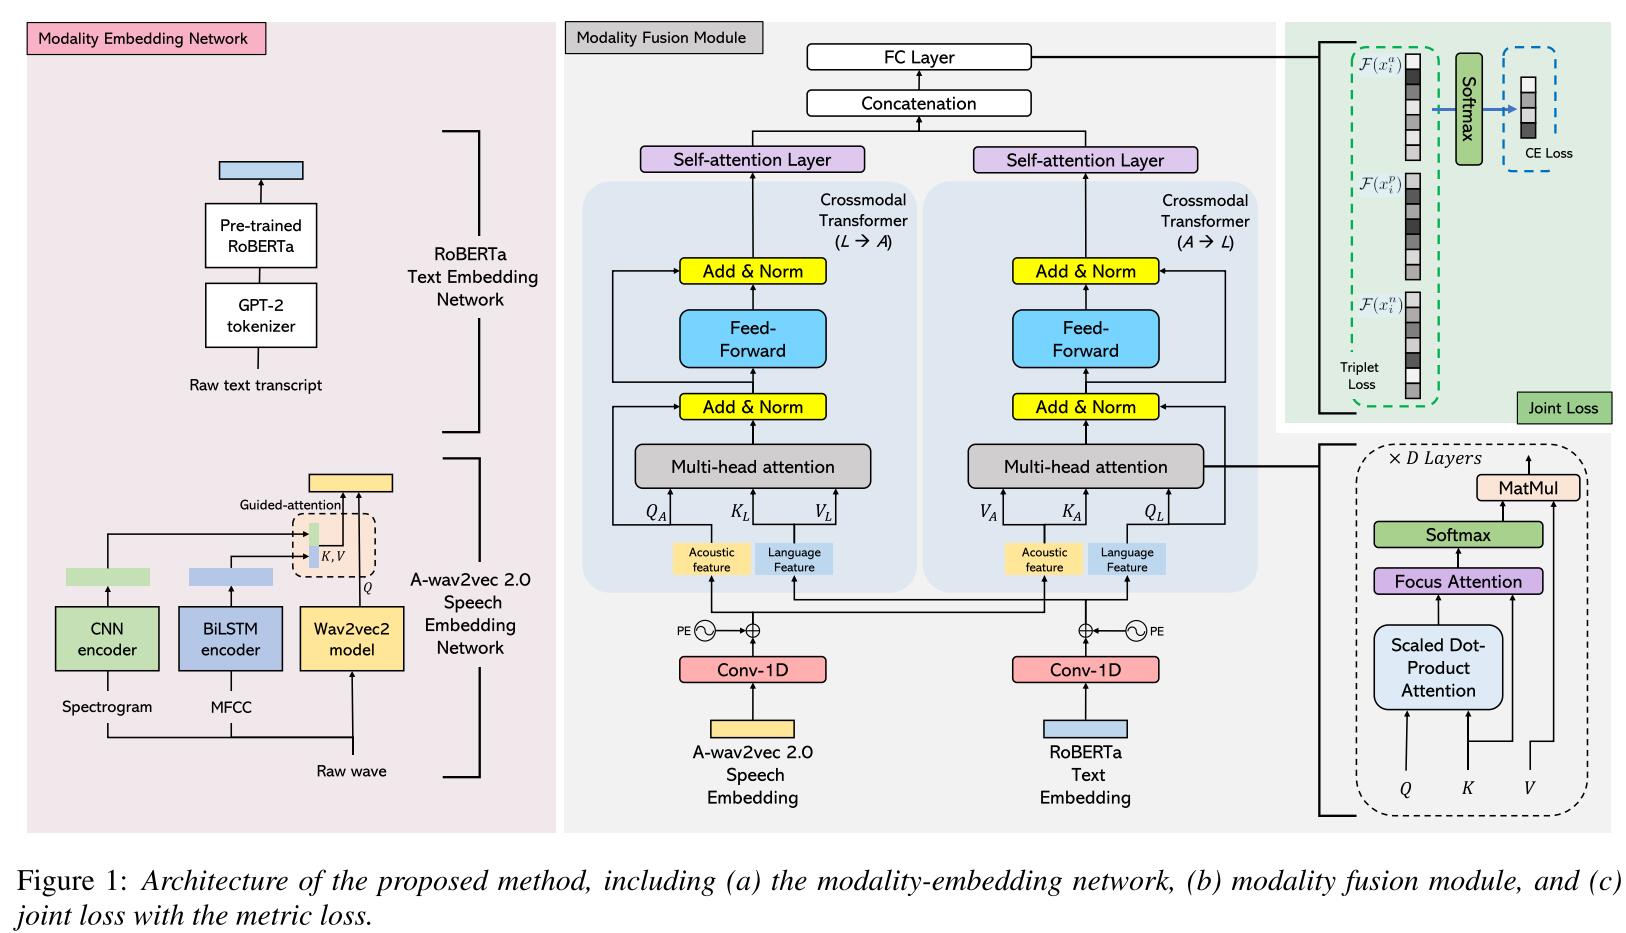 Modality Embedding Network
Pre-trained
RoBERTa
GPT-2
tokenizer
Raw text transcript
RoBERTa
Text Embedding
Network
Guided-attention
K,V
Q
CNN
encoder
BiLSTM
encoder
Wav2vec2
model
Spectrogram
MFCC
Raw wave
A-wav2vec 2.0
Speech
Embedding
Network
Modality Fusion Module
FC Layer
Concatenation
Self-attention Layer
Self-attention Layer
Crossmodal
Transformer
(L → A)
Add & Norm
Feed-
Forward
Add & Norm
Multi-head attention
Q_A
K_L
V_L
Acoustic
feature
Language
Feature
Crossmodal
Transformer
(A → L)
Add & Norm
Feed-
Forward
Add & Norm
Multi-head attention
V_A
K_A
Q_L
Acoustic
feature
Language
Feature
PE
PE
Conv-1D
Conv-1D
A-wav2vec 2.0
Speech
Embedding
RoBERTa
Text
Embedding
F(x_i^a)
Softmax
CE Loss
F(x_i^p)
F(x_i^n)
Triplet
Loss
Joint Loss
× D Layers
MatMul
Softmax
Focus Attention
Scaled Dot-
Product
Attention
Q
K
V
Figure 1: Architecture of the proposed method, including (a) the modality-embedding network, (b) modality fusion module, and (c)
joint loss with the metric loss.